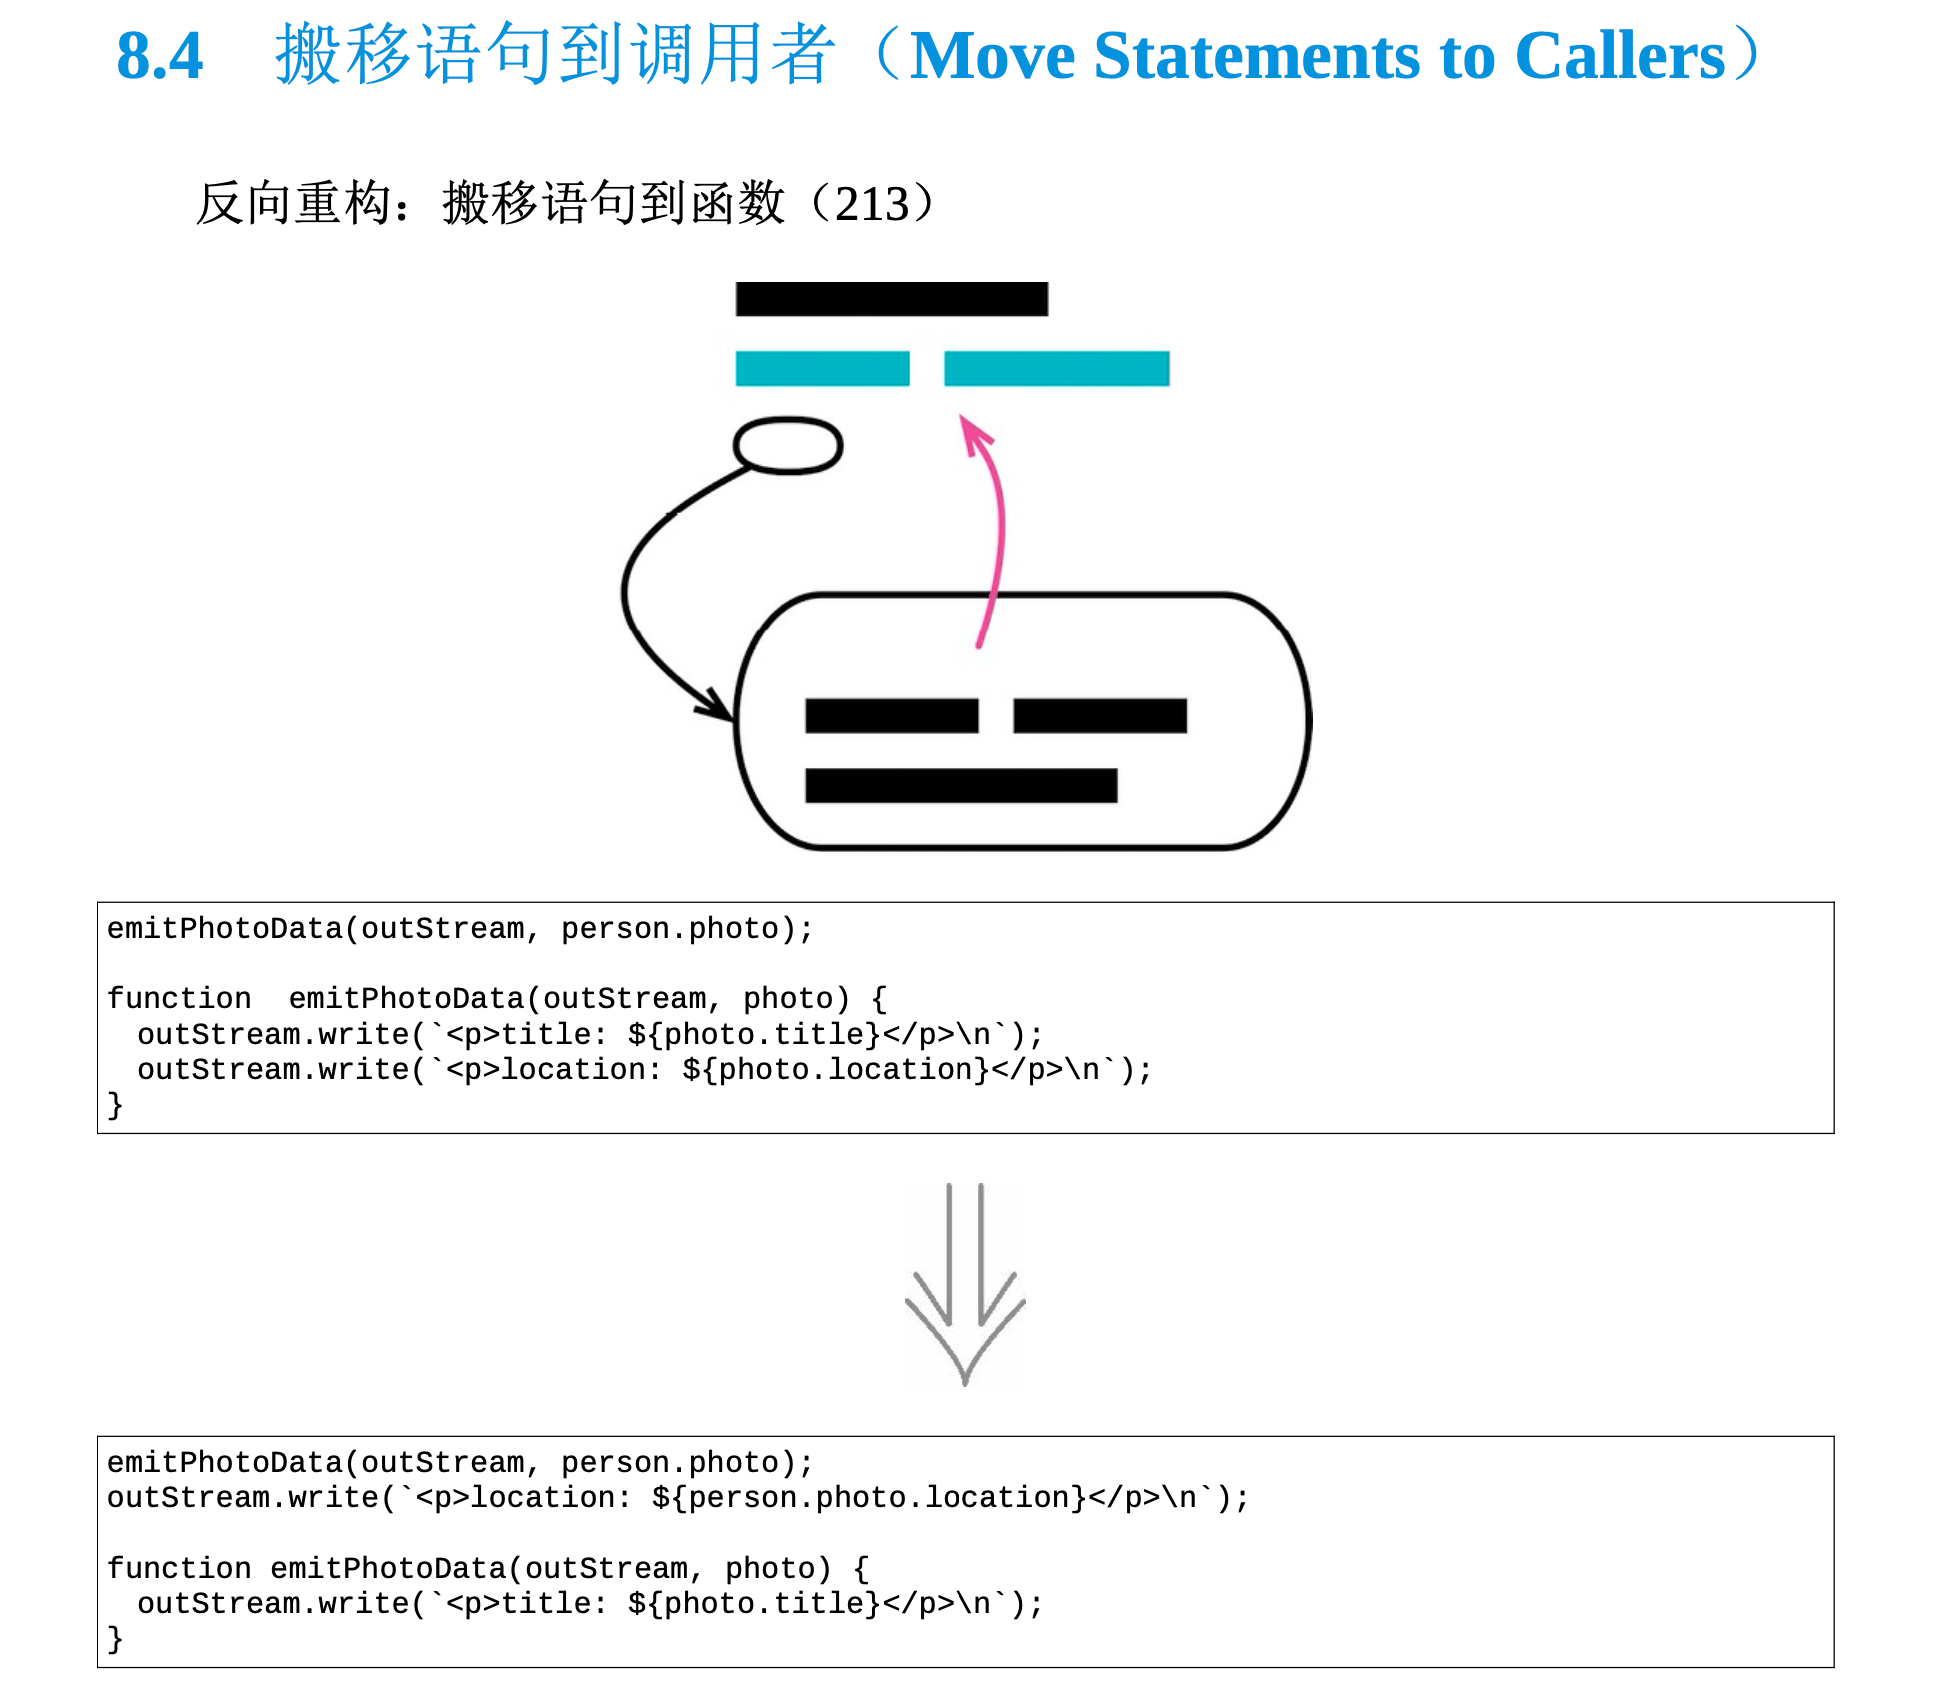 8.4 搬移语句到调用者（Move Statements to Callers）
反向重构：搬移语句到函数（213）
emitPhotoData(outStream, person.photo);
function  emitPhotoData(outStream, photo) {
  outStream.write(`<p>title: ${photo.title}</p>\n`);
  outStream.write(`<p>location: ${photo.location}</p>\n`);
}
emitPhotoData(outStream, person.photo);
outStream.write(`<p>location: ${person.photo.location}</p>\n`);
function emitPhotoData(outStream, photo) {
  outStream.write(`<p>title: ${photo.title}</p>\n`);
}